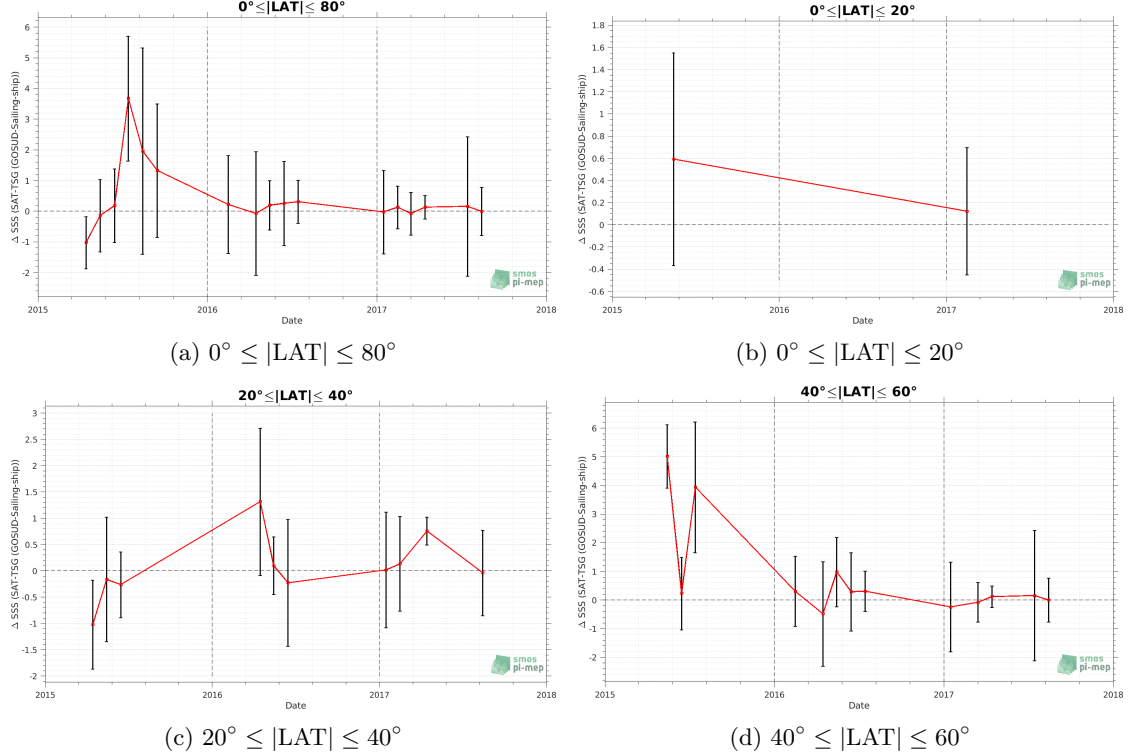 0°≤|LAT|≤ 80°
6
5
4
3
2
1
0
-1
-2
Δ SSS (SAT-TSG (GOSUD-Sailing-ship))
smos
pi-mep
2015 2016 2017 2018
Date
(a) 0° ≤ |LAT| ≤ 80°
0°≤|LAT|≤ 20°
1.8
1.6
1.4
1.2
1
0.8
0.6
0.4
0.2
0
-0.2
-0.4
-0.6
Δ SSS (SAT-TSG (GOSUD-Sailing-ship))
smos
pi-mep
2015 2016 2017 2018
Date
(b) 0° ≤ |LAT| ≤ 20°
20°≤|LAT|≤ 40°
3
2.5
2
1.5
1
0.5
0
-0.5
-1
-1.5
-2
Δ SSS (SAT-TSG (GOSUD-Sailing-ship))
smos
pi-mep
2015 2016 2017 2018
Date
(c) 20° ≤ |LAT| ≤ 40°
40°≤|LAT|≤ 60°
6
5
4
3
2
1
0
-1
-2
Δ SSS (SAT-TSG (GOSUD-Sailing-ship))
smos
pi-mep
2015 2016 2017 2018
Date
(d) 40° ≤ |LAT| ≤ 60°